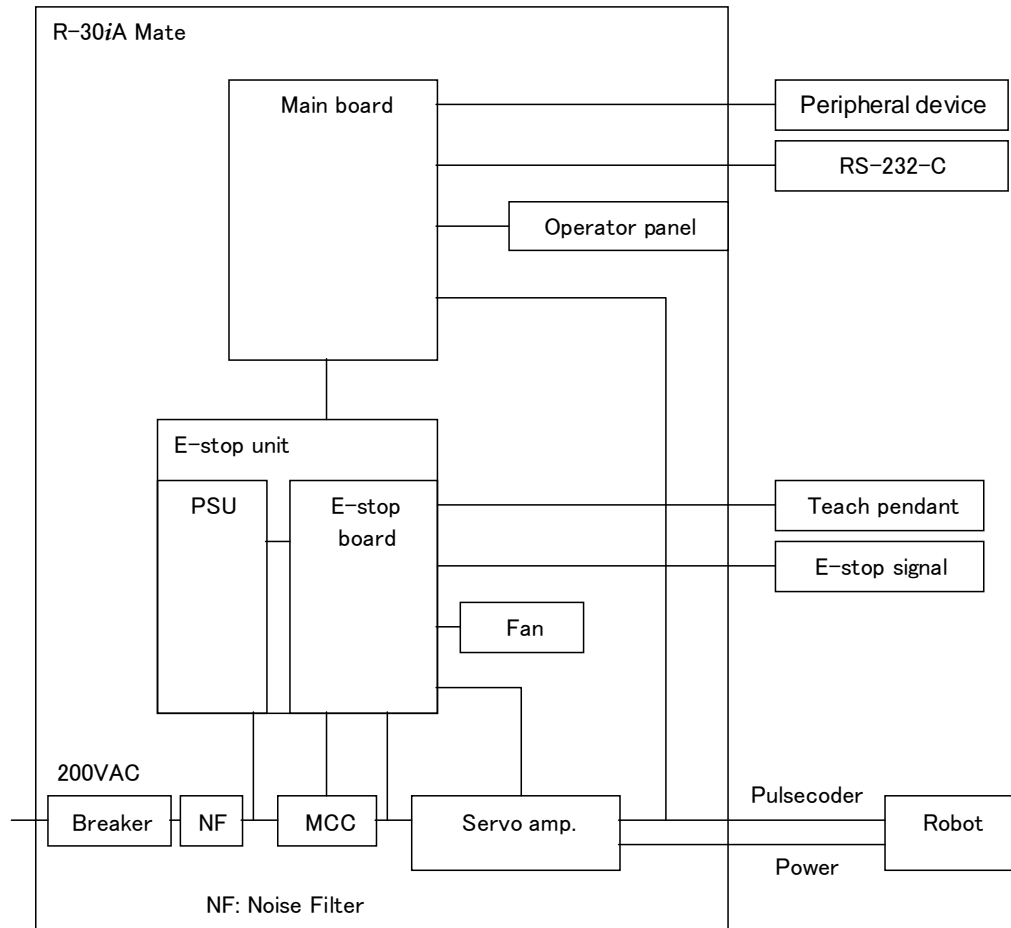 R-30iA Mate
Main board
Peripheral device
RS-232-C
Operator panel
E-stop unit
PSU
E-stop
board
Teach pendant
E-stop signal
Fan
200VAC
Breaker
NF
MCC
Servo amp.
Pulsecoder
Power
Robot
NF: Noise Filter